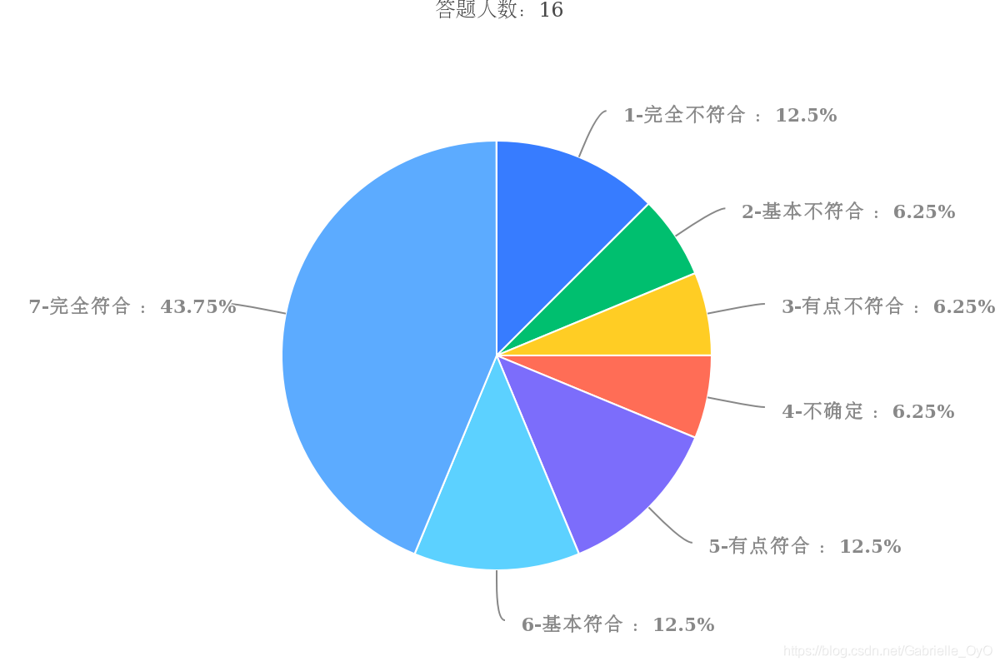 答题人数：16
1-完全不符合 ：12.5%
2-基本不符合 ：6.25%
7-完全符合 ：43.75%
3-有点不符合 ：6.25%
4-不确定 ：6.25%
5-有点符合 ：12.5%
6-基本符合 ：12.5%
https://blog.csdn.net/Gabrielle_OyO